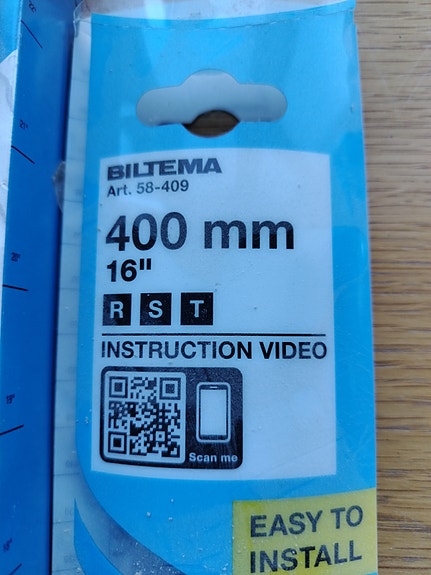 BILTEMA
Art. 58-409
400 mm
16"
R S T
INSTRUCTION VIDEO
Scan me
EASY TO
INSTALL